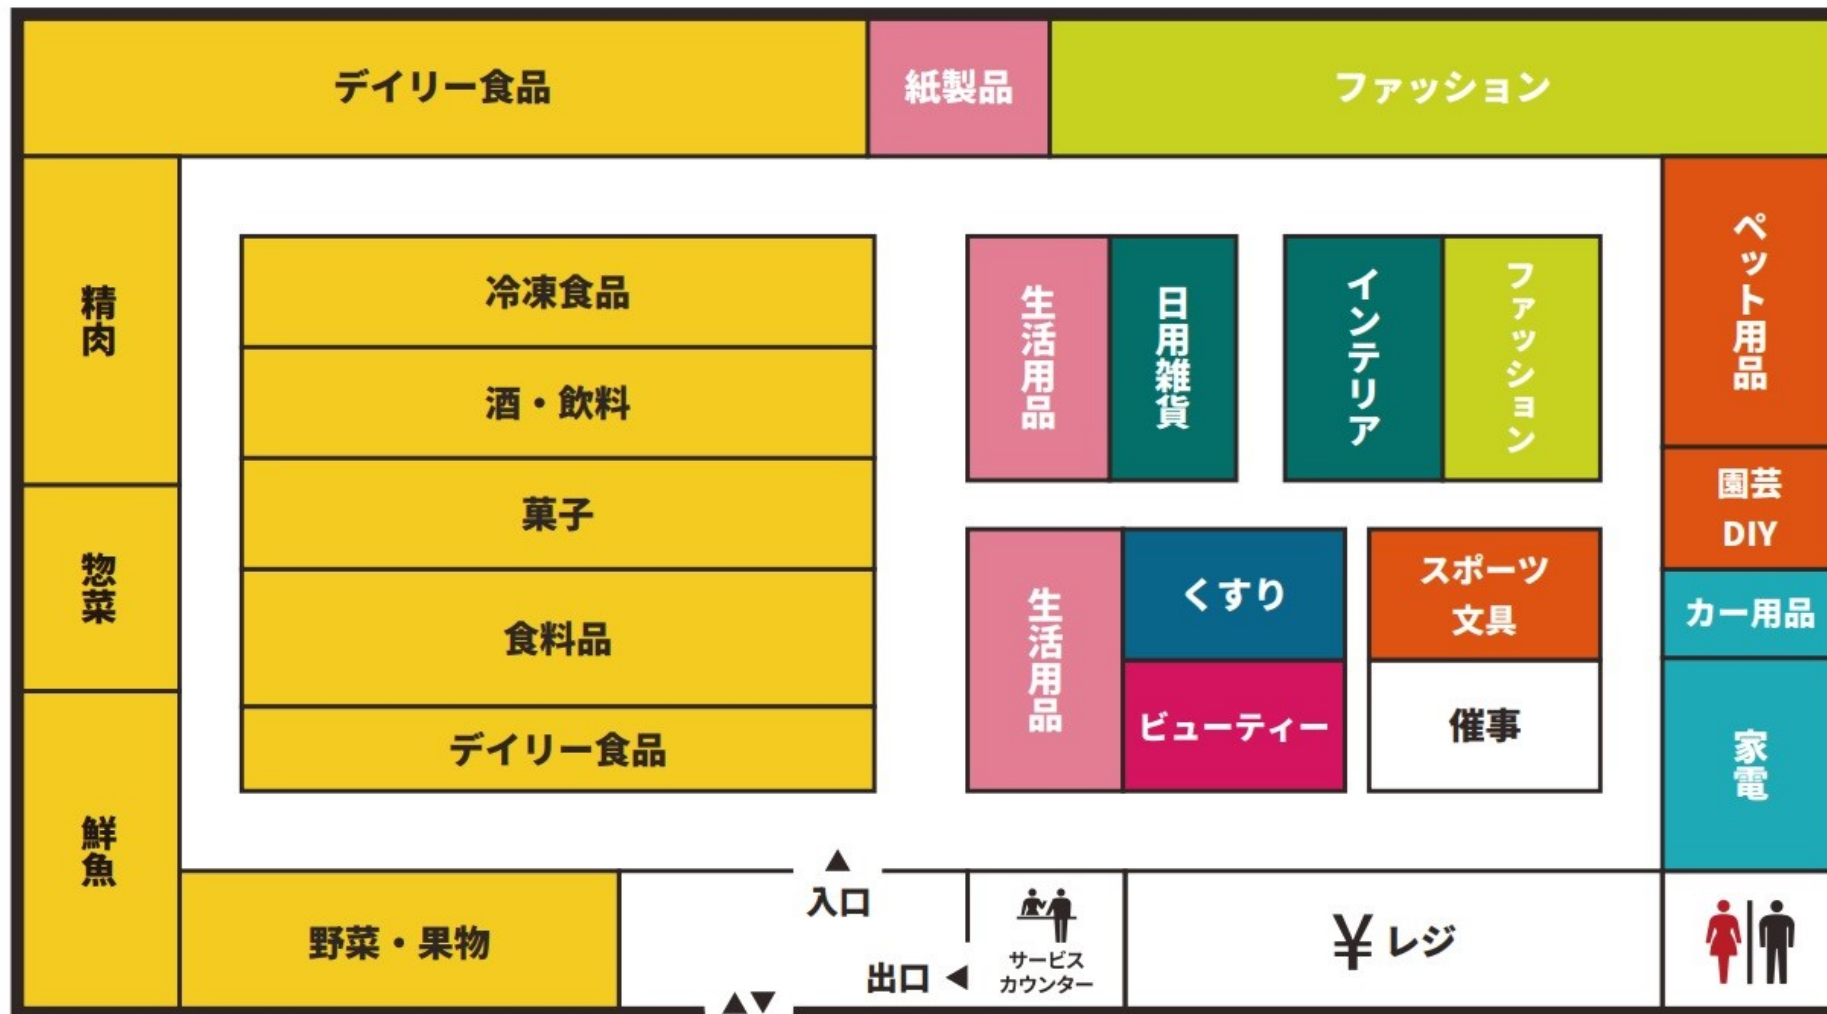 デイリー食品
紙製品
ファッション
精肉
惣菜
鮮魚
冷凍食品
酒・飲料
菓子
食料品
デイリー食品
生活用品
日用雑貨
インテリア
ファッション
生活用品
くすり
ビューティー
スポーツ
文具
催事
ペット用品
園芸
DIY
カー用品
家電
野菜・果物
▲
入口
出口 ◀
▲▼
サービス
カウンター
¥ レジ